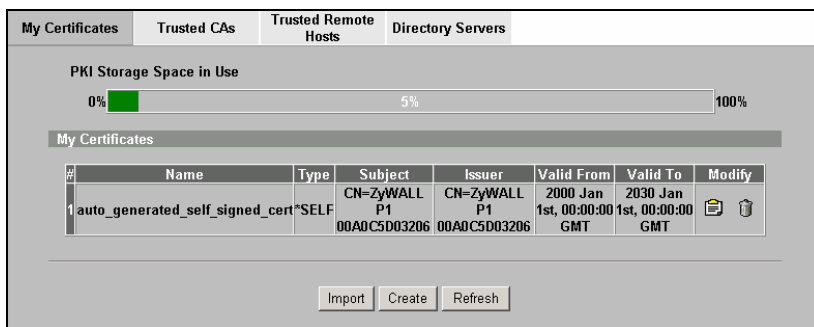 My Certificates Trusted CAs Trusted Remote Hosts Directory Servers
PKI Storage Space in Use
0% 5% 100%
My Certificates
# Name Type Subject Issuer Valid From Valid To Modify
1 auto_generated_self_signed_cert *SELF CN=ZyWALL P1 00A0C5D03206 CN=ZyWALL P1 00A0C5D03206 2000 Jan 1st, 00:00:00 GMT 2030 Jan 1st, 00:00:00 GMT
Import Create Refresh